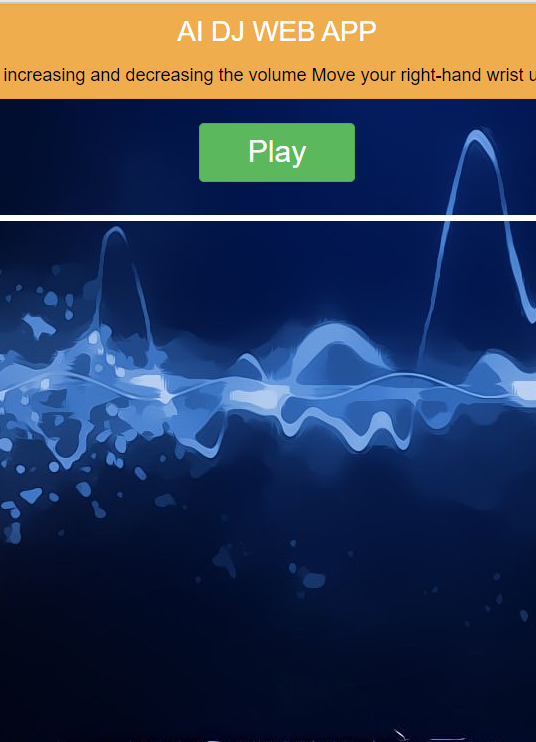 AI DJ WEB APP
increasing and decreasing the volume Move your right-hand wrist u
Play